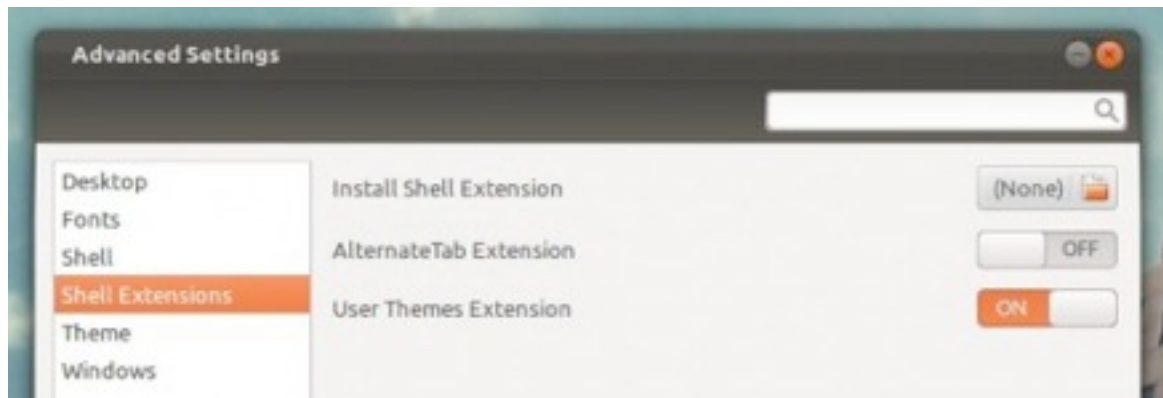 Advanced Settings
Desktop
Fonts
Shell
Shell Extensions
Theme
Windows
Install Shell Extension (None)
AlternateTab Extension OFF
User Themes Extension ON